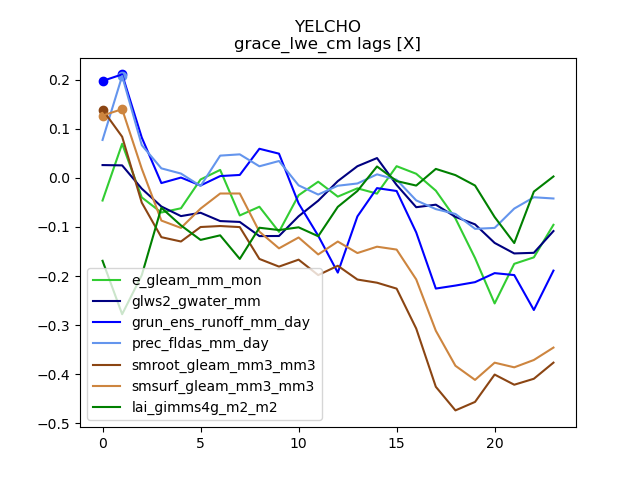 YELCHO
grace_lwe_cm lags [X]
0.2
0.1
0.0
−0.1
−0.2
−0.3
−0.4
−0.5
e_gleam_mm_mon
glws2_gwater_mm
grun_ens_runoff_mm_day
prec_fldas_mm_day
smroot_gleam_mm3_mm3
smsurf_gleam_mm3_mm3
lai_gimms4g_m2_m2
0 5 10 15 20